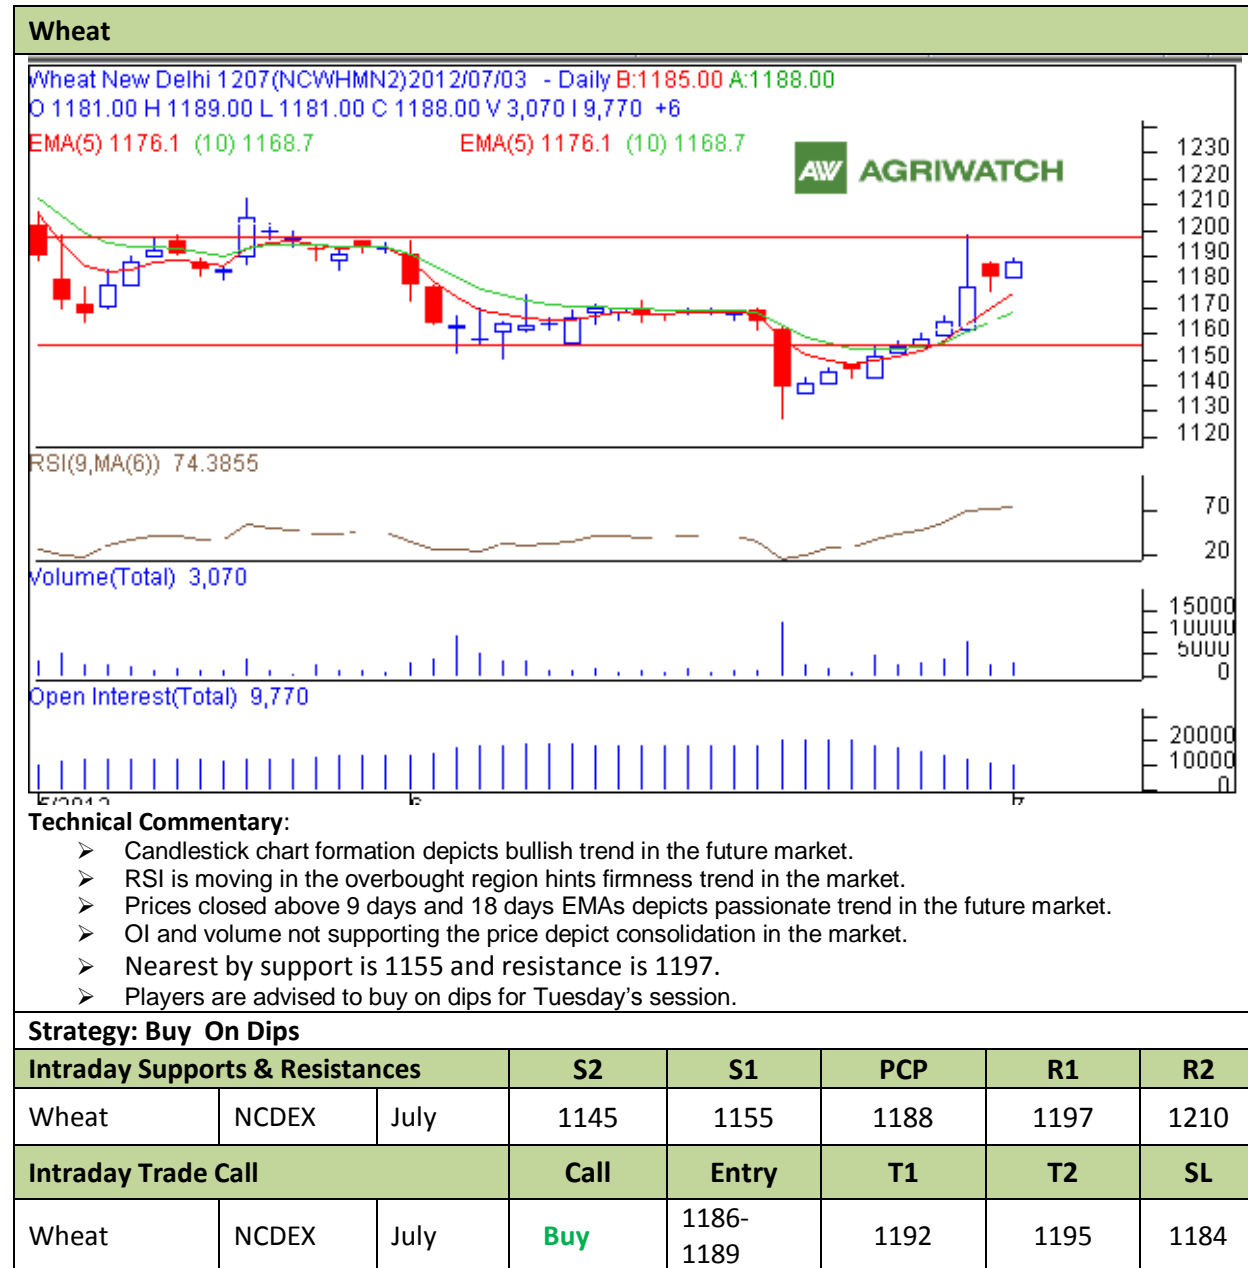 Wheat
Wheat New Delhi 1207(NCWHMN2)2012/07/03 - Daily B:1185.00 A:1188.00
O 1181.00 H 1189.00 L 1181.00 C 1188.00 V 3,070 I 9,770 +6
EMA(5) 1176.1 (10) 1168.7 EMA(5) 1176.1 (10) 1168.7
AW AGRIWATCH
1230
1220
1210
1200
1190
1180
1170
1160
1150
1140
1130
1120
RSI(9,MA(6)) 74.3855
70
20
Volume(Total) 3,070
15000
10000
5000
0
Open Interest(Total) 9,770
20000
10000
0
5/2012 6 7
Technical Commentary:
➢ Candlestick chart formation depicts bullish trend in the future market.
➢ RSI is moving in the overbought region hints firmness trend in the market.
➢ Prices closed above 9 days and 18 days EMAs depicts passionate trend in the future market.
➢ OI and volume not supporting the price depict consolidation in the market.
➢ Nearest by support is 1155 and resistance is 1197.
➢ Players are advised to buy on dips for Tuesday’s session.
Strategy: Buy On Dips
Intraday Supports & Resistances S2 S1 PCP R1 R2
Wheat NCDEX July 1145 1155 1188 1197 1210
Intraday Trade Call Call Entry T1 T2 SL
Wheat NCDEX July Buy 1186-
1189 1192 1195 1184